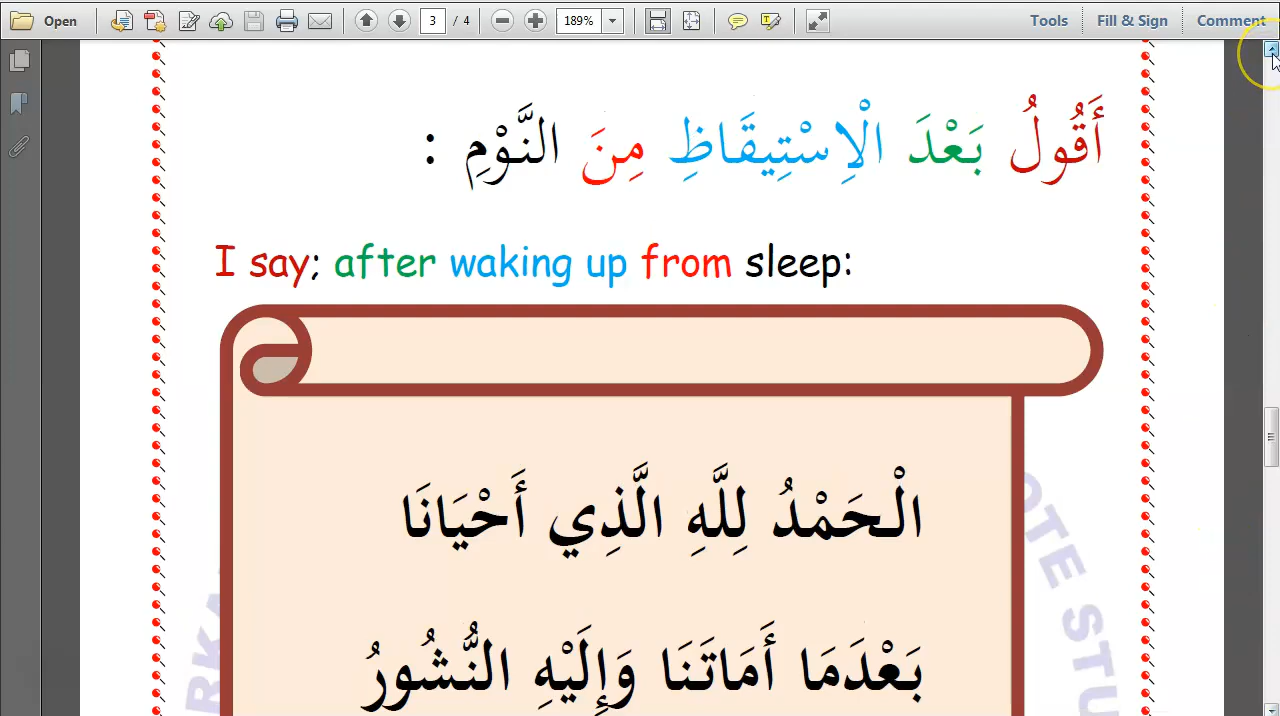 Open 3 / 4 189% Tools Fill & Sign Comment
أَقُولُ بَعْدَ الْاِسْتِيقَاظِ مِنَ النَّوْمِ :
I say; after waking up from sleep:
الْحَمْدُ لِلَّهِ الَّذِي أَحْيَانَا
بَعْدَمَا أَمَاتَنَا وَإِلَيْهِ النُّشُورُ